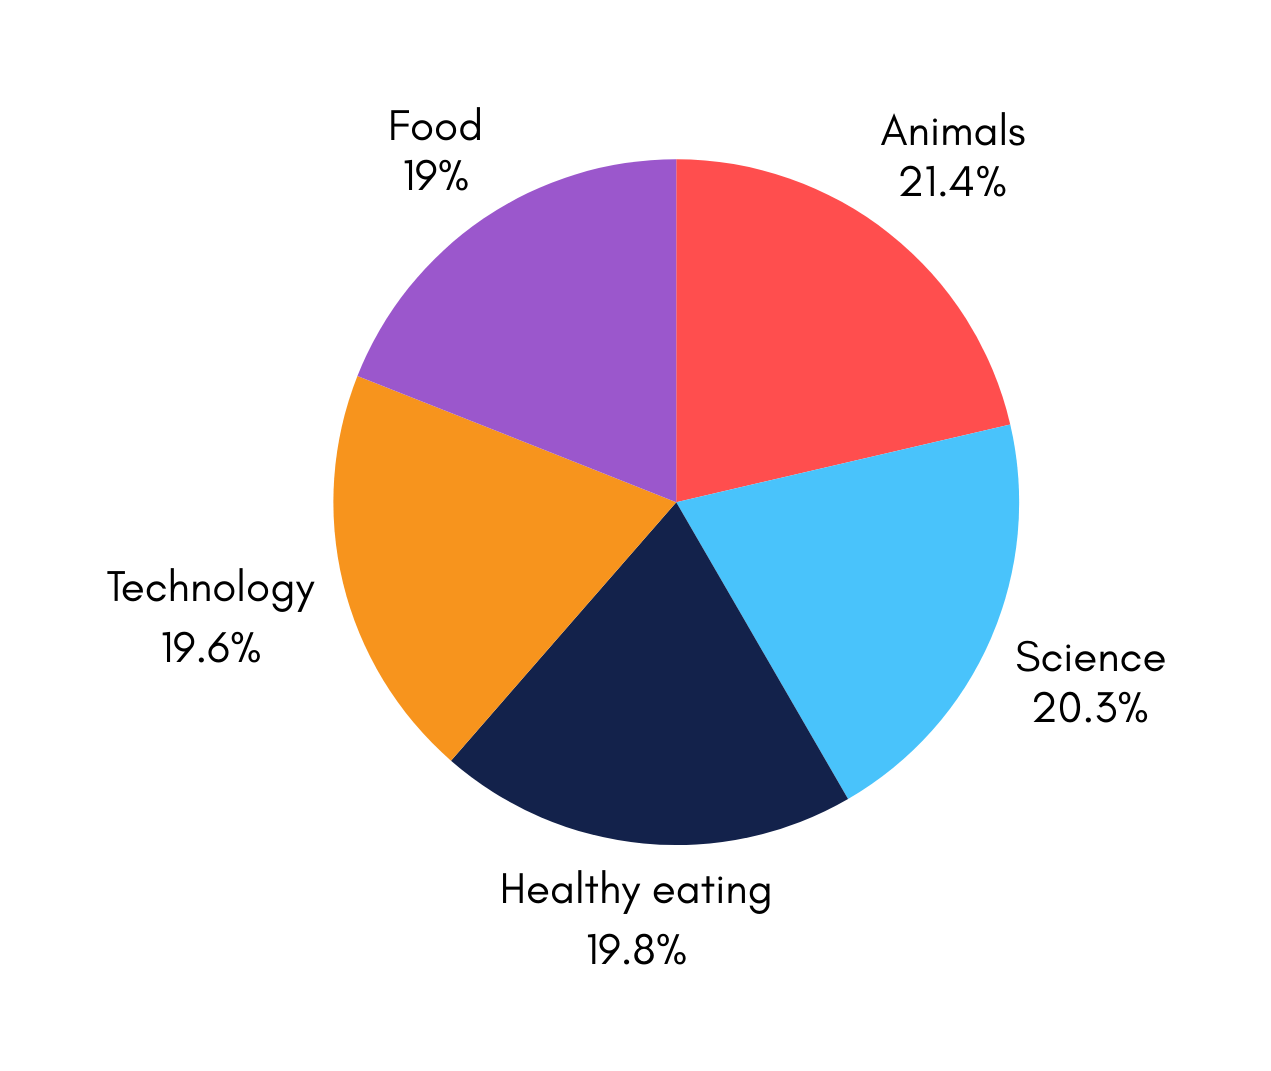 Food
19%
Animals
21.4%
Technology
19.6%
Science
20.3%
Healthy eating
19.8%